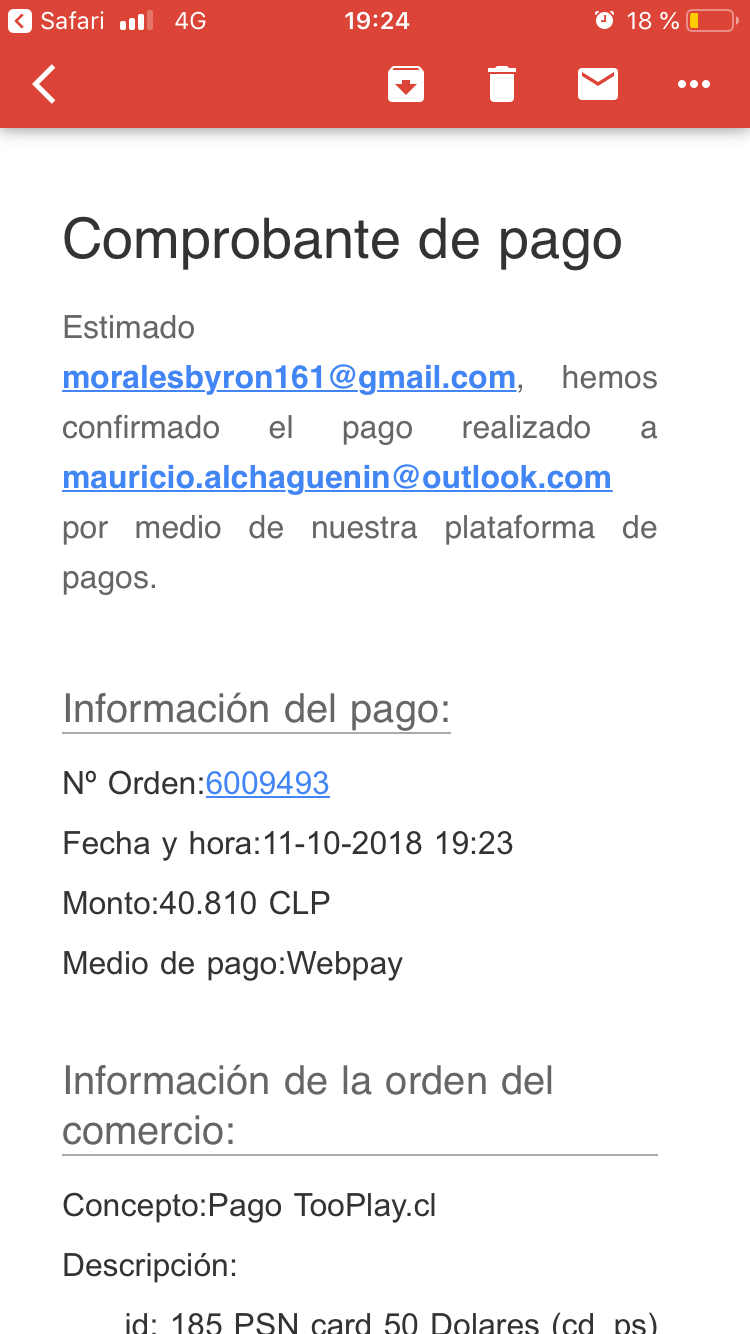 Safari 4G 19:24 18 %
Comprobante de pago
Estimado
moralesbyron161@gmail.com, hemos
confirmado el pago realizado a
mauricio.alchaguenin@outlook.com
por medio de nuestra plataforma de
pagos.
Información del pago:
Nº Orden:6009493
Fecha y hora:11-10-2018 19:23
Monto:40.810 CLP
Medio de pago:Webpay
Información de la orden del
comercio:
Concepto:Pago TooPlay.cl
Descripción:
id: 185 PSN card 50 Dolares (cd_ps)